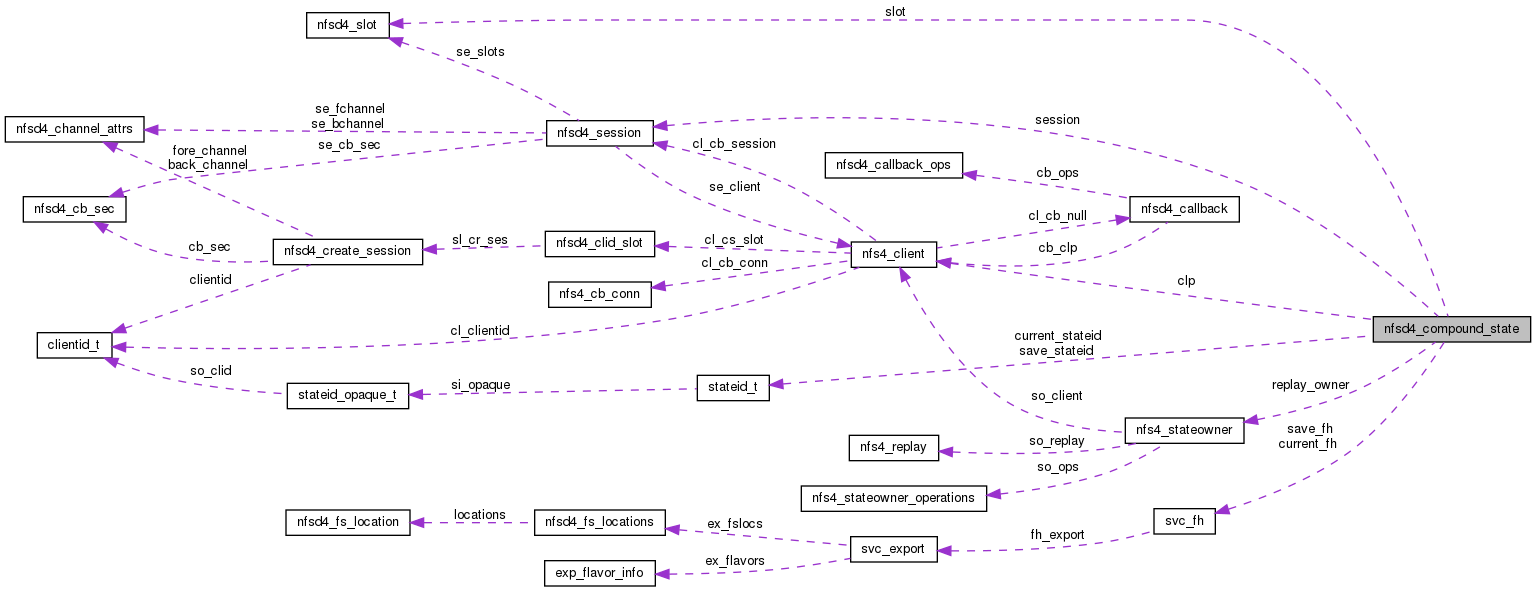 slot
nfsd4_slot
se_slots
se_fchannel
se_bchannel
session
nfsd4_channel_attrs
nfsd4_session
fore_channel
back_channel
se_cb_sec
cl_cb_session
nfsd4_callback_ops
cb_ops
se_client
nfsd4_cb_sec
nfsd4_callback
cl_cb_null
cb_sec
nfsd4_create_session
sl_cr_ses
nfsd4_clid_slot
cl_cs_slot
nfs4_client
cb_clp
cl_cb_conn
clientid
nfs4_cb_conn
clp
cl_clientid
nfsd4_compound_state
clientid_t
current_stateid
save_stateid
so_clid
stateid_opaque_t
si_opaque
stateid_t
replay_owner
so_client
nfs4_stateowner
save_fh
current_fh
nfs4_replay
so_replay
so_ops
nfs4_stateowner_operations
nfsd4_fs_location
locations
nfsd4_fs_locations
ex_fslocs
svc_fh
fh_export
svc_export
ex_flavors
exp_flavor_info